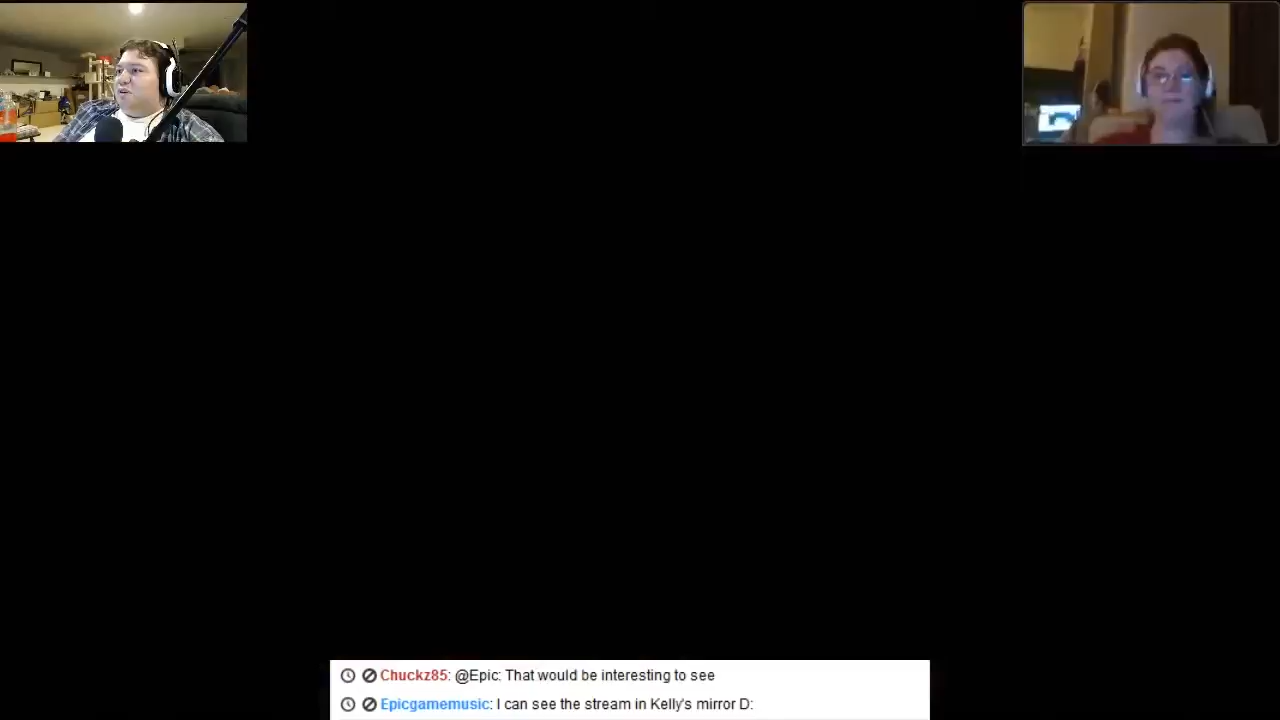 Chuckz85: @Epic: That would be interesting to see
Epicgamemusic: I can see the stream in Kelly's mirror D: